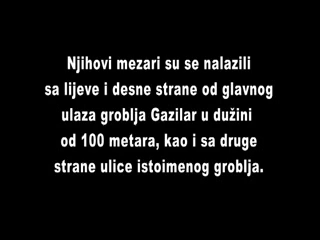 Njihovi mezari su se nalazili
sa lijeve i desne strane od glavnog
ulaza groblja Gazilar u dužini
od 100 metara, kao i sa druge
strane ulice istoimenog groblja.